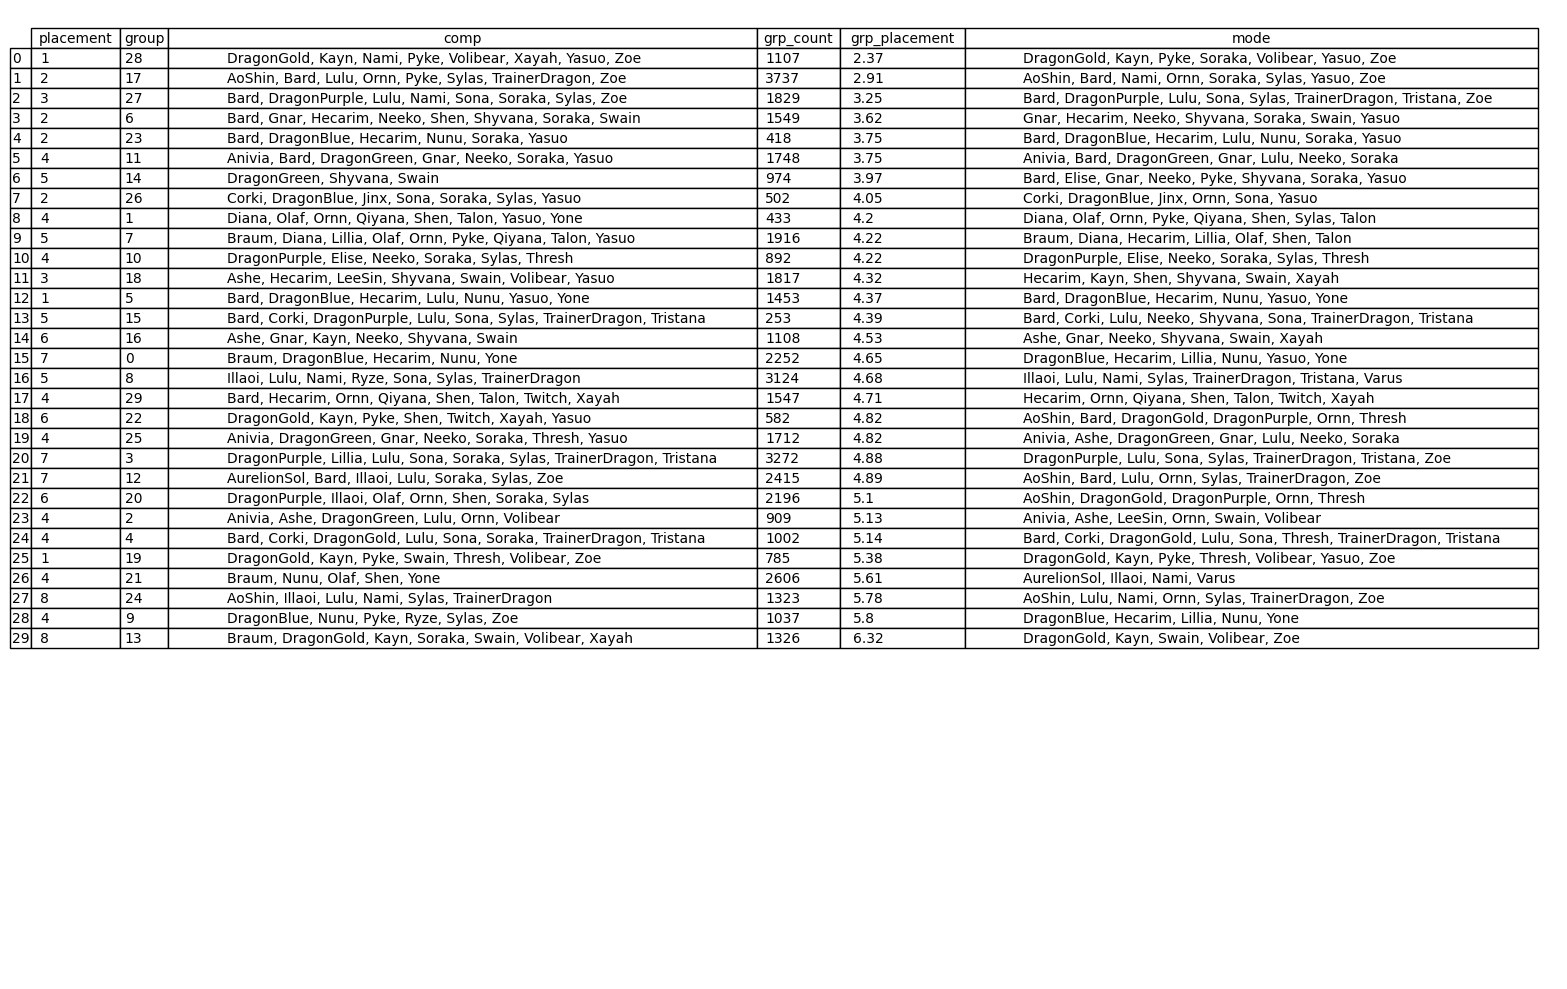 placement group comp grp_count grp_placement mode
0 1 28 DragonGold, Kayn, Nami, Pyke, Volibear, Xayah, Yasuo, Zoe 1107 2.37 DragonGold, Kayn, Pyke, Soraka, Volibear, Yasuo, Zoe
1 2 17 AoShin, Bard, Lulu, Ornn, Pyke, Sylas, TrainerDragon, Zoe 3737 2.91 AoShin, Bard, Nami, Ornn, Soraka, Sylas, Yasuo, Zoe
2 3 27 Bard, DragonPurple, Lulu, Nami, Sona, Soraka, Sylas, Zoe 1829 3.25 Bard, DragonPurple, Lulu, Sona, Sylas, TrainerDragon, Tristana, Zoe
3 2 6 Bard, Gnar, Hecarim, Neeko, Shen, Shyvana, Soraka, Swain 1549 3.62 Gnar, Hecarim, Neeko, Shyvana, Soraka, Swain, Yasuo
4 2 23 Bard, DragonBlue, Hecarim, Nunu, Soraka, Yasuo 418 3.75 Bard, DragonBlue, Hecarim, Lulu, Nunu, Soraka, Yasuo
5 4 11 Anivia, Bard, DragonGreen, Gnar, Neeko, Soraka, Yasuo 1748 3.75 Anivia, Bard, DragonGreen, Gnar, Lulu, Neeko, Soraka
6 5 14 DragonGreen, Shyvana, Swain 974 3.97 Bard, Elise, Gnar, Neeko, Pyke, Shyvana, Soraka, Yasuo
7 2 26 Corki, DragonBlue, Jinx, Sona, Soraka, Sylas, Yasuo 502 4.05 Corki, DragonBlue, Jinx, Ornn, Sona, Yasuo
8 4 1 Diana, Olaf, Ornn, Qiyana, Shen, Talon, Yasuo, Yone 433 4.2 Diana, Olaf, Ornn, Pyke, Qiyana, Shen, Sylas, Talon
9 5 7 Braum, Diana, Lillia, Olaf, Ornn, Pyke, Qiyana, Talon, Yasuo 1916 4.22 Braum, Diana, Hecarim, Lillia, Olaf, Shen, Talon
10 4 10 DragonPurple, Elise, Neeko, Soraka, Sylas, Thresh 892 4.22 DragonPurple, Elise, Neeko, Soraka, Sylas, Thresh
11 3 18 Ashe, Hecarim, LeeSin, Shyvana, Swain, Volibear, Yasuo 1817 4.32 Hecarim, Kayn, Shen, Shyvana, Swain, Xayah
12 1 5 Bard, DragonBlue, Hecarim, Lulu, Nunu, Yasuo, Yone 1453 4.37 Bard, DragonBlue, Hecarim, Nunu, Yasuo, Yone
13 5 15 Bard, Corki, DragonPurple, Lulu, Sona, Sylas, TrainerDragon, Tristana 253 4.39 Bard, Corki, Lulu, Neeko, Shyvana, Sona, TrainerDragon, Tristana
14 6 16 Ashe, Gnar, Kayn, Neeko, Shyvana, Swain 1108 4.53 Ashe, Gnar, Neeko, Shyvana, Swain, Xayah
15 7 0 Braum, DragonBlue, Hecarim, Nunu, Yone 2252 4.65 DragonBlue, Hecarim, Lillia, Nunu, Yasuo, Yone
16 5 8 Illaoi, Lulu, Nami, Ryze, Sona, Sylas, TrainerDragon 3124 4.68 Illaoi, Lulu, Nami, Sylas, TrainerDragon, Tristana, Varus
17 4 29 Bard, Hecarim, Ornn, Qiyana, Shen, Talon, Twitch, Xayah 1547 4.71 Hecarim, Ornn, Qiyana, Shen, Talon, Twitch, Xayah
18 6 22 DragonGold, Kayn, Pyke, Shen, Twitch, Xayah, Yasuo 582 4.82 AoShin, Bard, DragonGold, DragonPurple, Ornn, Thresh
19 4 25 Anivia, DragonGreen, Gnar, Neeko, Soraka, Thresh, Yasuo 1712 4.82 Anivia, Ashe, DragonGreen, Gnar, Lulu, Neeko, Soraka
20 7 3 DragonPurple, Lillia, Lulu, Sona, Soraka, Sylas, TrainerDragon, Tristana 3272 4.88 DragonPurple, Lulu, Sona, Sylas, TrainerDragon, Tristana, Zoe
21 7 12 AurelionSol, Bard, Illaoi, Lulu, Soraka, Sylas, Zoe 2415 4.89 AoShin, Bard, Lulu, Ornn, Sylas, TrainerDragon, Zoe
22 6 20 DragonPurple, Illaoi, Olaf, Ornn, Shen, Soraka, Sylas 2196 5.1 AoShin, DragonGold, DragonPurple, Ornn, Thresh
23 4 2 Anivia, Ashe, DragonGreen, Lulu, Ornn, Volibear 909 5.13 Anivia, Ashe, LeeSin, Ornn, Swain, Volibear
24 4 4 Bard, Corki, DragonGold, Lulu, Sona, Soraka, TrainerDragon, Tristana 1002 5.14 Bard, Corki, DragonGold, Lulu, Sona, Thresh, TrainerDragon, Tristana
25 1 19 DragonGold, Kayn, Pyke, Swain, Thresh, Volibear, Zoe 785 5.38 DragonGold, Kayn, Pyke, Thresh, Volibear, Yasuo, Zoe
26 4 21 Braum, Nunu, Olaf, Shen, Yone 2606 5.61 AurelionSol, Illaoi, Nami, Varus
27 8 24 AoShin, Illaoi, Lulu, Nami, Sylas, TrainerDragon 1323 5.78 AoShin, Lulu, Nami, Ornn, Sylas, TrainerDragon, Zoe
28 4 9 DragonBlue, Nunu, Pyke, Ryze, Sylas, Zoe 1037 5.8 DragonBlue, Hecarim, Lillia, Nunu, Yone
29 8 13 Braum, DragonGold, Kayn, Soraka, Swain, Volibear, Xayah 1326 6.32 DragonGold, Kayn, Swain, Volibear, Zoe